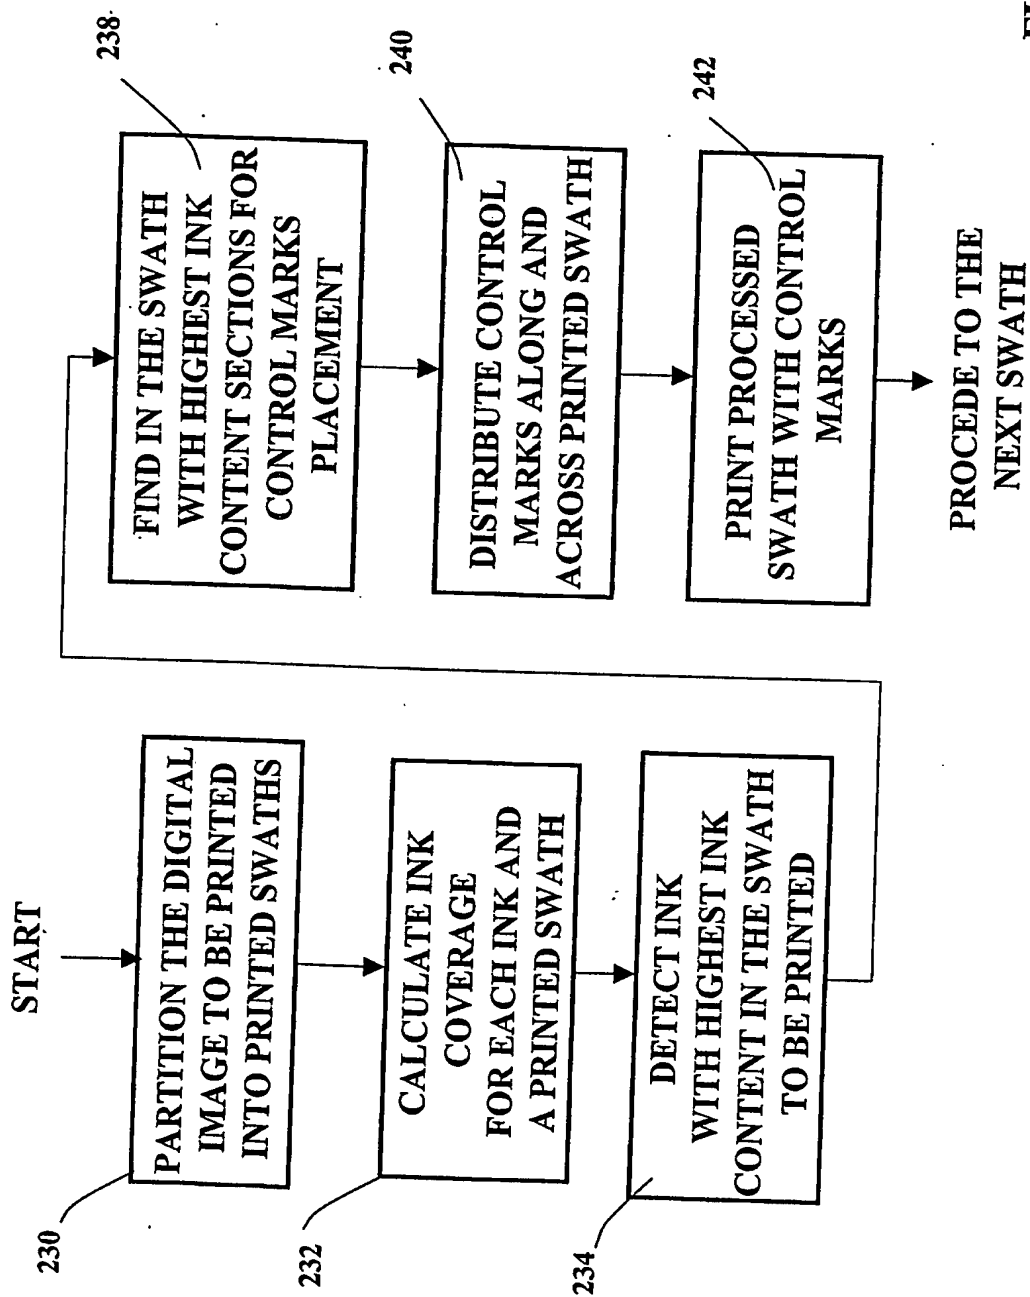 START
230
PARTITION THE DIGITAL
IMAGE TO BE PRINTED
INTO PRINTED SWATHS
232
CALCULATE INK
COVERAGE
FOR EACH INK AND
A PRINTED SWATH
234
DETECT INK
WITH HIGHEST INK
CONTENT IN THE SWATH
TO BE PRINTED
238
FIND IN THE SWATH
WITH HIGHEST INK
CONTENT SECTIONS FOR
CONTROL MARKS
PLACEMENT
240
DISTRIBUTE CONTROL
MARKS ALONG AND
ACROSS PRINTED SWATH
242
PRINT PROCESSED
SWATH WITH CONTROL
MARKS
PROCEDE TO THE
NEXT SWATH